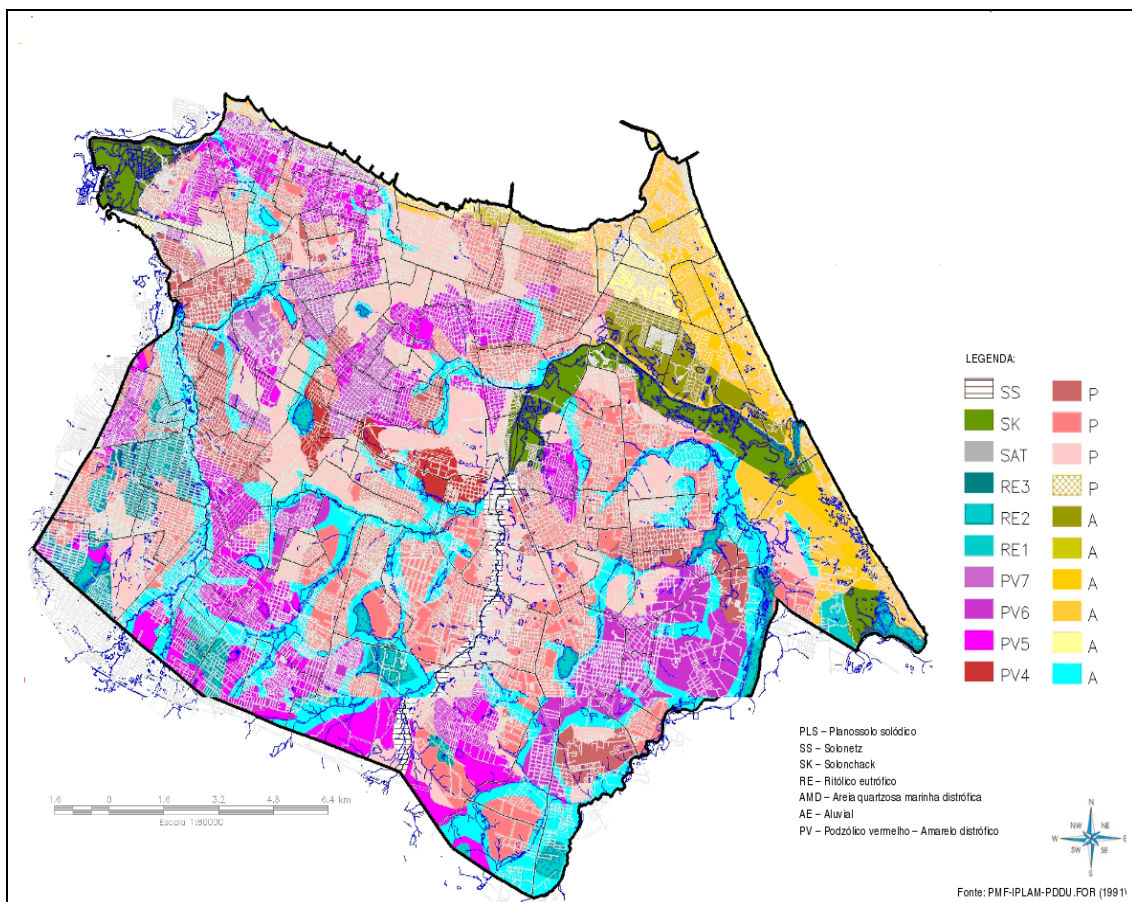 LEGENDA:
SS
SK
SAT
RE3
RE2
RE1
PV7
PV6
PV5
PV4
P
P
P
P
A
A
A
A
A
A
PLS – Planossolo solódico
SS – Solonetz
SK – Solonchack
RE – Ritólico eutrófico
AMD – Areia quartzosa marinha distrófica
AE – Aluvial
PV – Podzólico vermelho – Amarelo distrófico
1.6 0 1.6 3.2 4.8 6.4 km
Escala 1:80000
N
NW NE
W E
SW SE
S
Fonte: PMF-IPLAM-PDDU.FOR (1991)